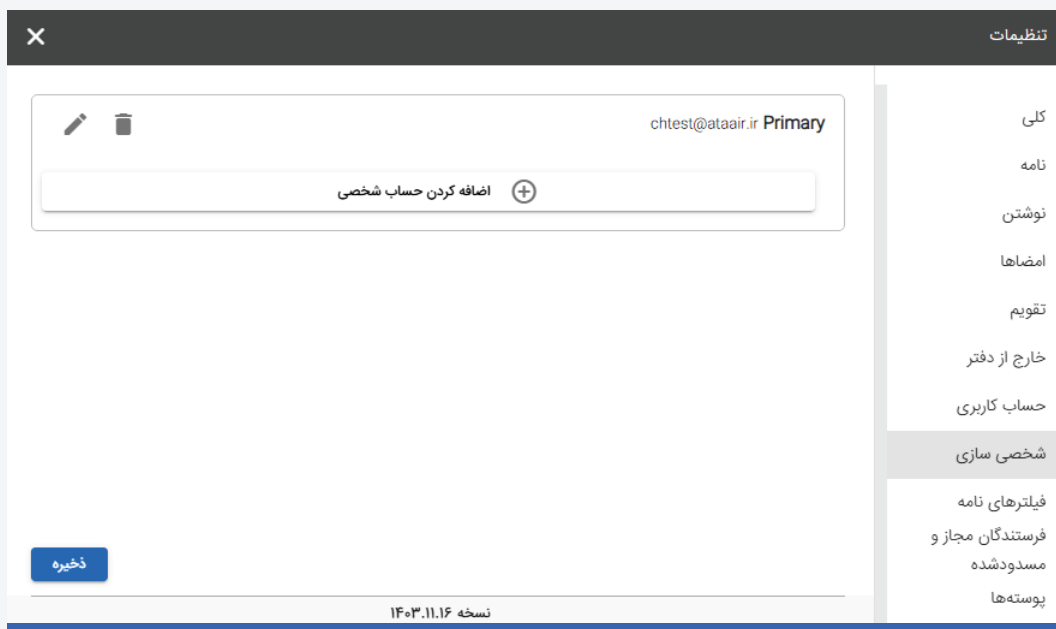 تنظیمات
کلی
نامه
نوشتن
امضاها
تقویم
خارج از دفتر
حساب کاربری
شخصی سازی
فیلترهای نامه
فرستندگان مجاز و
مسدودشده
پوسته‌ها
chtest@ataair.ir Primary
اضافه کردن حساب شخصی
ذخیره
نسخه ۱۴۰۳.۱۱.۱۶